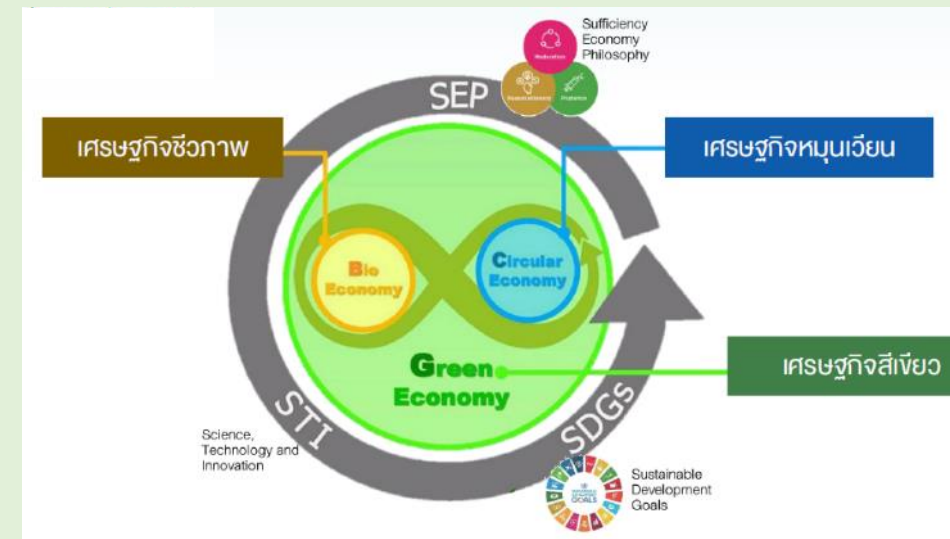 Sufficiency
Economy
Philosophy
Moderation
SEP
เศรษฐกิจชีวภาพ
เศรษฐกิจหมุนเวียน
Bio
Economy
Circular
Economy
Green
Economy
เศรษฐกิจสีเขียว
STI
SDGs
Science,
Technology and
Innovation
Sustainable
Development
Goals
GOALS